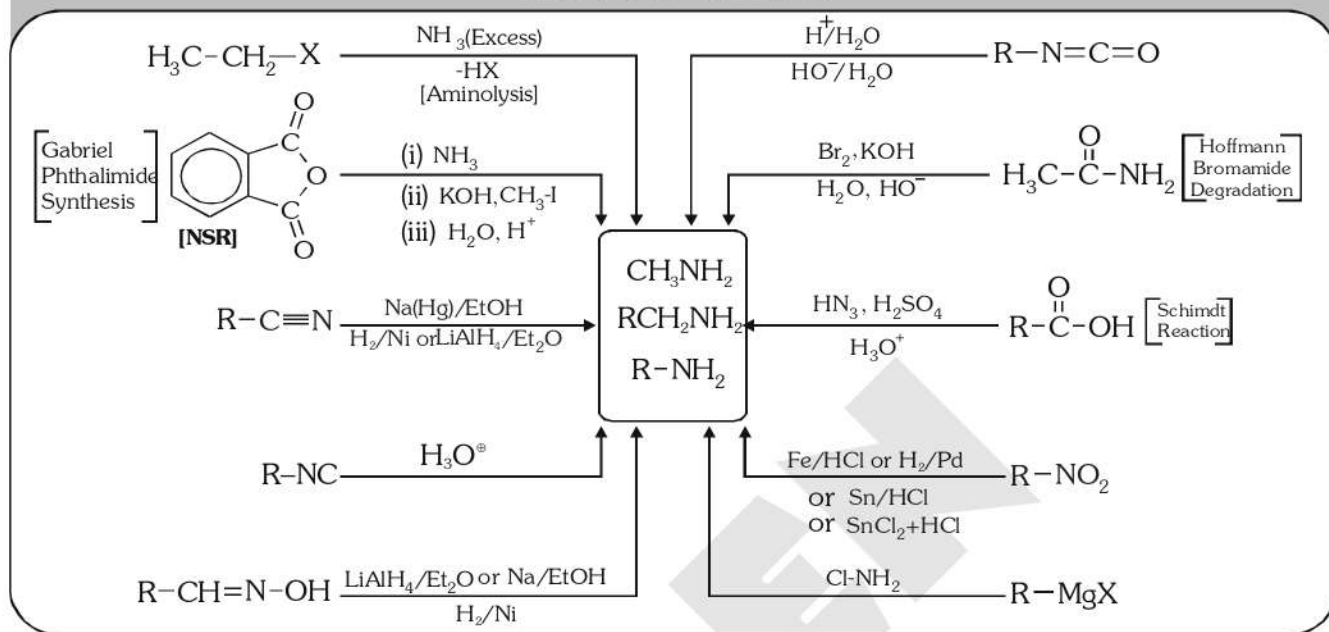 H₃C-CH₂-X
NH₃(Excess)
-HX
[Aminolysis]
H⁺/H₂O
HO⁻/H₂O
R-N=C=O
Gabriel
Phthalimide
Synthesis
O
C
O
C
O
[NSR]
(i) NH₃
(ii) KOH,CH₃-I
(iii) H₂O, H⁺
Br₂,KOH
H₂O, HO⁻
O
H₃C-C-NH₂
Hoffmann
Bromamide
Degradation
CH₃NH₂
RCH₂NH₂
R-NH₂
R-C≡N
Na(Hg)/EtOH
H₂/Ni orLiAlH₄/Et₂O
HN₃, H₂SO₄
H₃O⁺
O
R-C-OH
Schimdt
Reaction
R-NC
H₃O⊕
Fe/HCl or H₂/Pd
or Sn/HCl
or SnCl₂+HCl
R-NO₂
R-CH=N-OH
LiAlH₄/Et₂O or Na/EtOH
H₂/Ni
Cl-NH₂
R-MgX